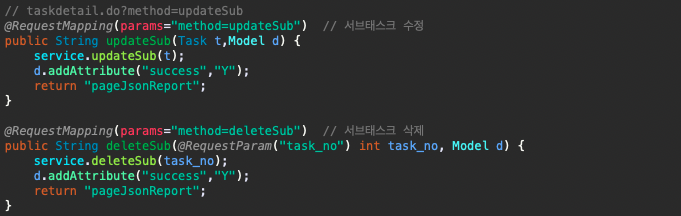 // taskdetail.do?method=updateSub
@RequestMapping(params="method=updateSub")  // 서브태스크 수정
public String updateSub(Task t,Model d) {
    service.updateSub(t);
    d.addAttribute("success","Y");
    return "pageJsonReport";
}

@RequestMapping(params="method=deleteSub")  // 서브태스크 삭제
public String deleteSub(@RequestParam("task_no") int task_no, Model d) {
    service.deleteSub(task_no);
    d.addAttribute("success","Y");
    return "pageJsonReport";
}